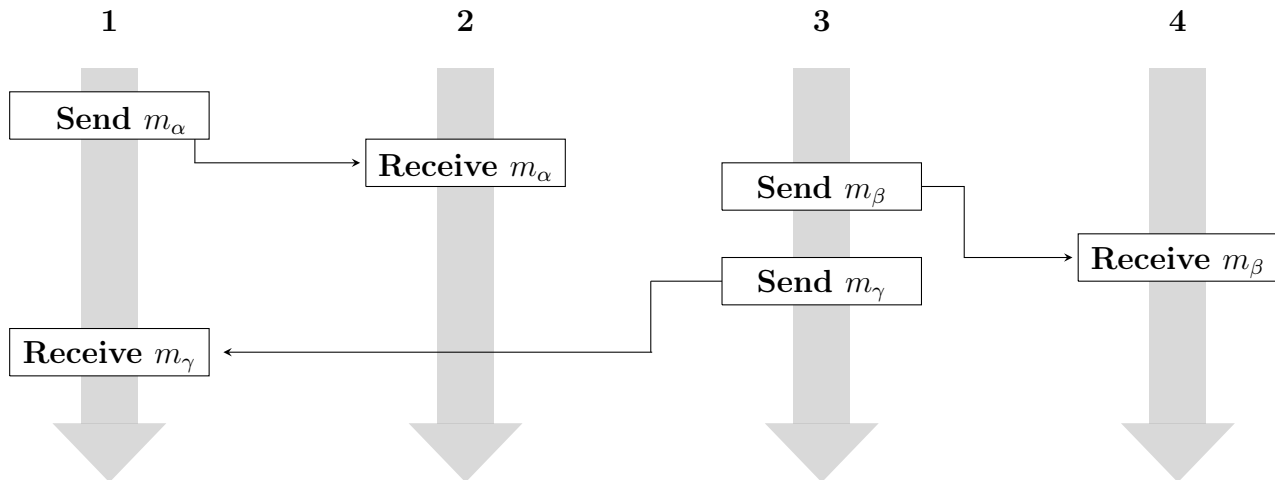 1 2 3 4
Send m_α
Receive m_α
Send m_β
Receive m_β
Send m_γ
Receive m_γ